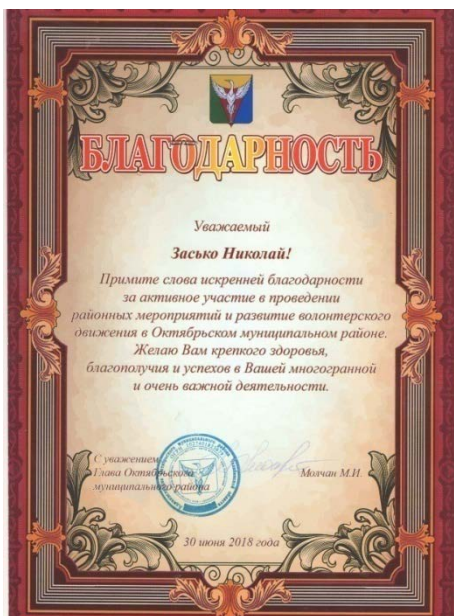 БЛАГОДАРНОСТЬ
Уважаемый
Засько Николай!
Примите слова искренней благодарности
за активное участие в проведении
районных мероприятий и развитие волонтерского
движения в Октябрьском муниципальном районе.
Желаю Вам крепкого здоровья,
благополучия и успехов в Вашей многогранной
и очень важной деятельности.
С уважением
Глава Октябрьского
муниципального района
Молчан М.И.
30 июня 2018 года